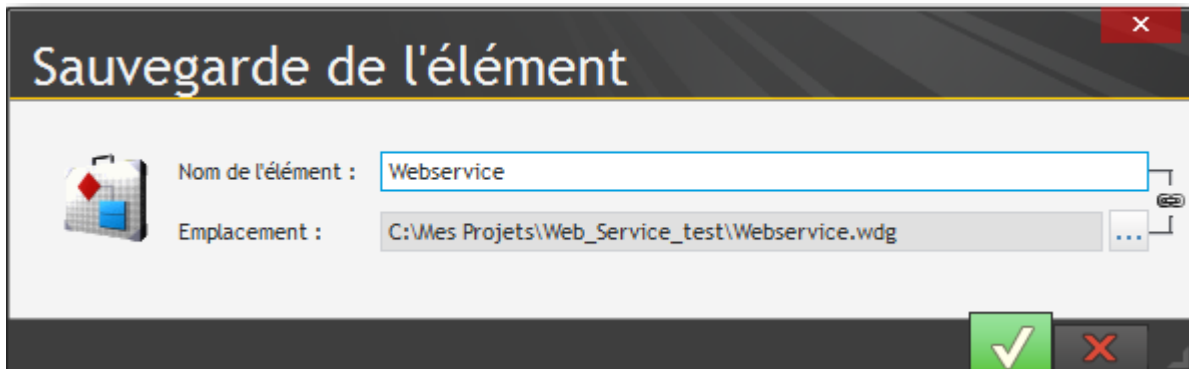 Sauvegarde de l'élément
Nom de l'élément : Webservice
Emplacement : C:\Mes Projets\Web_Service_test\Webservice.wdg ...